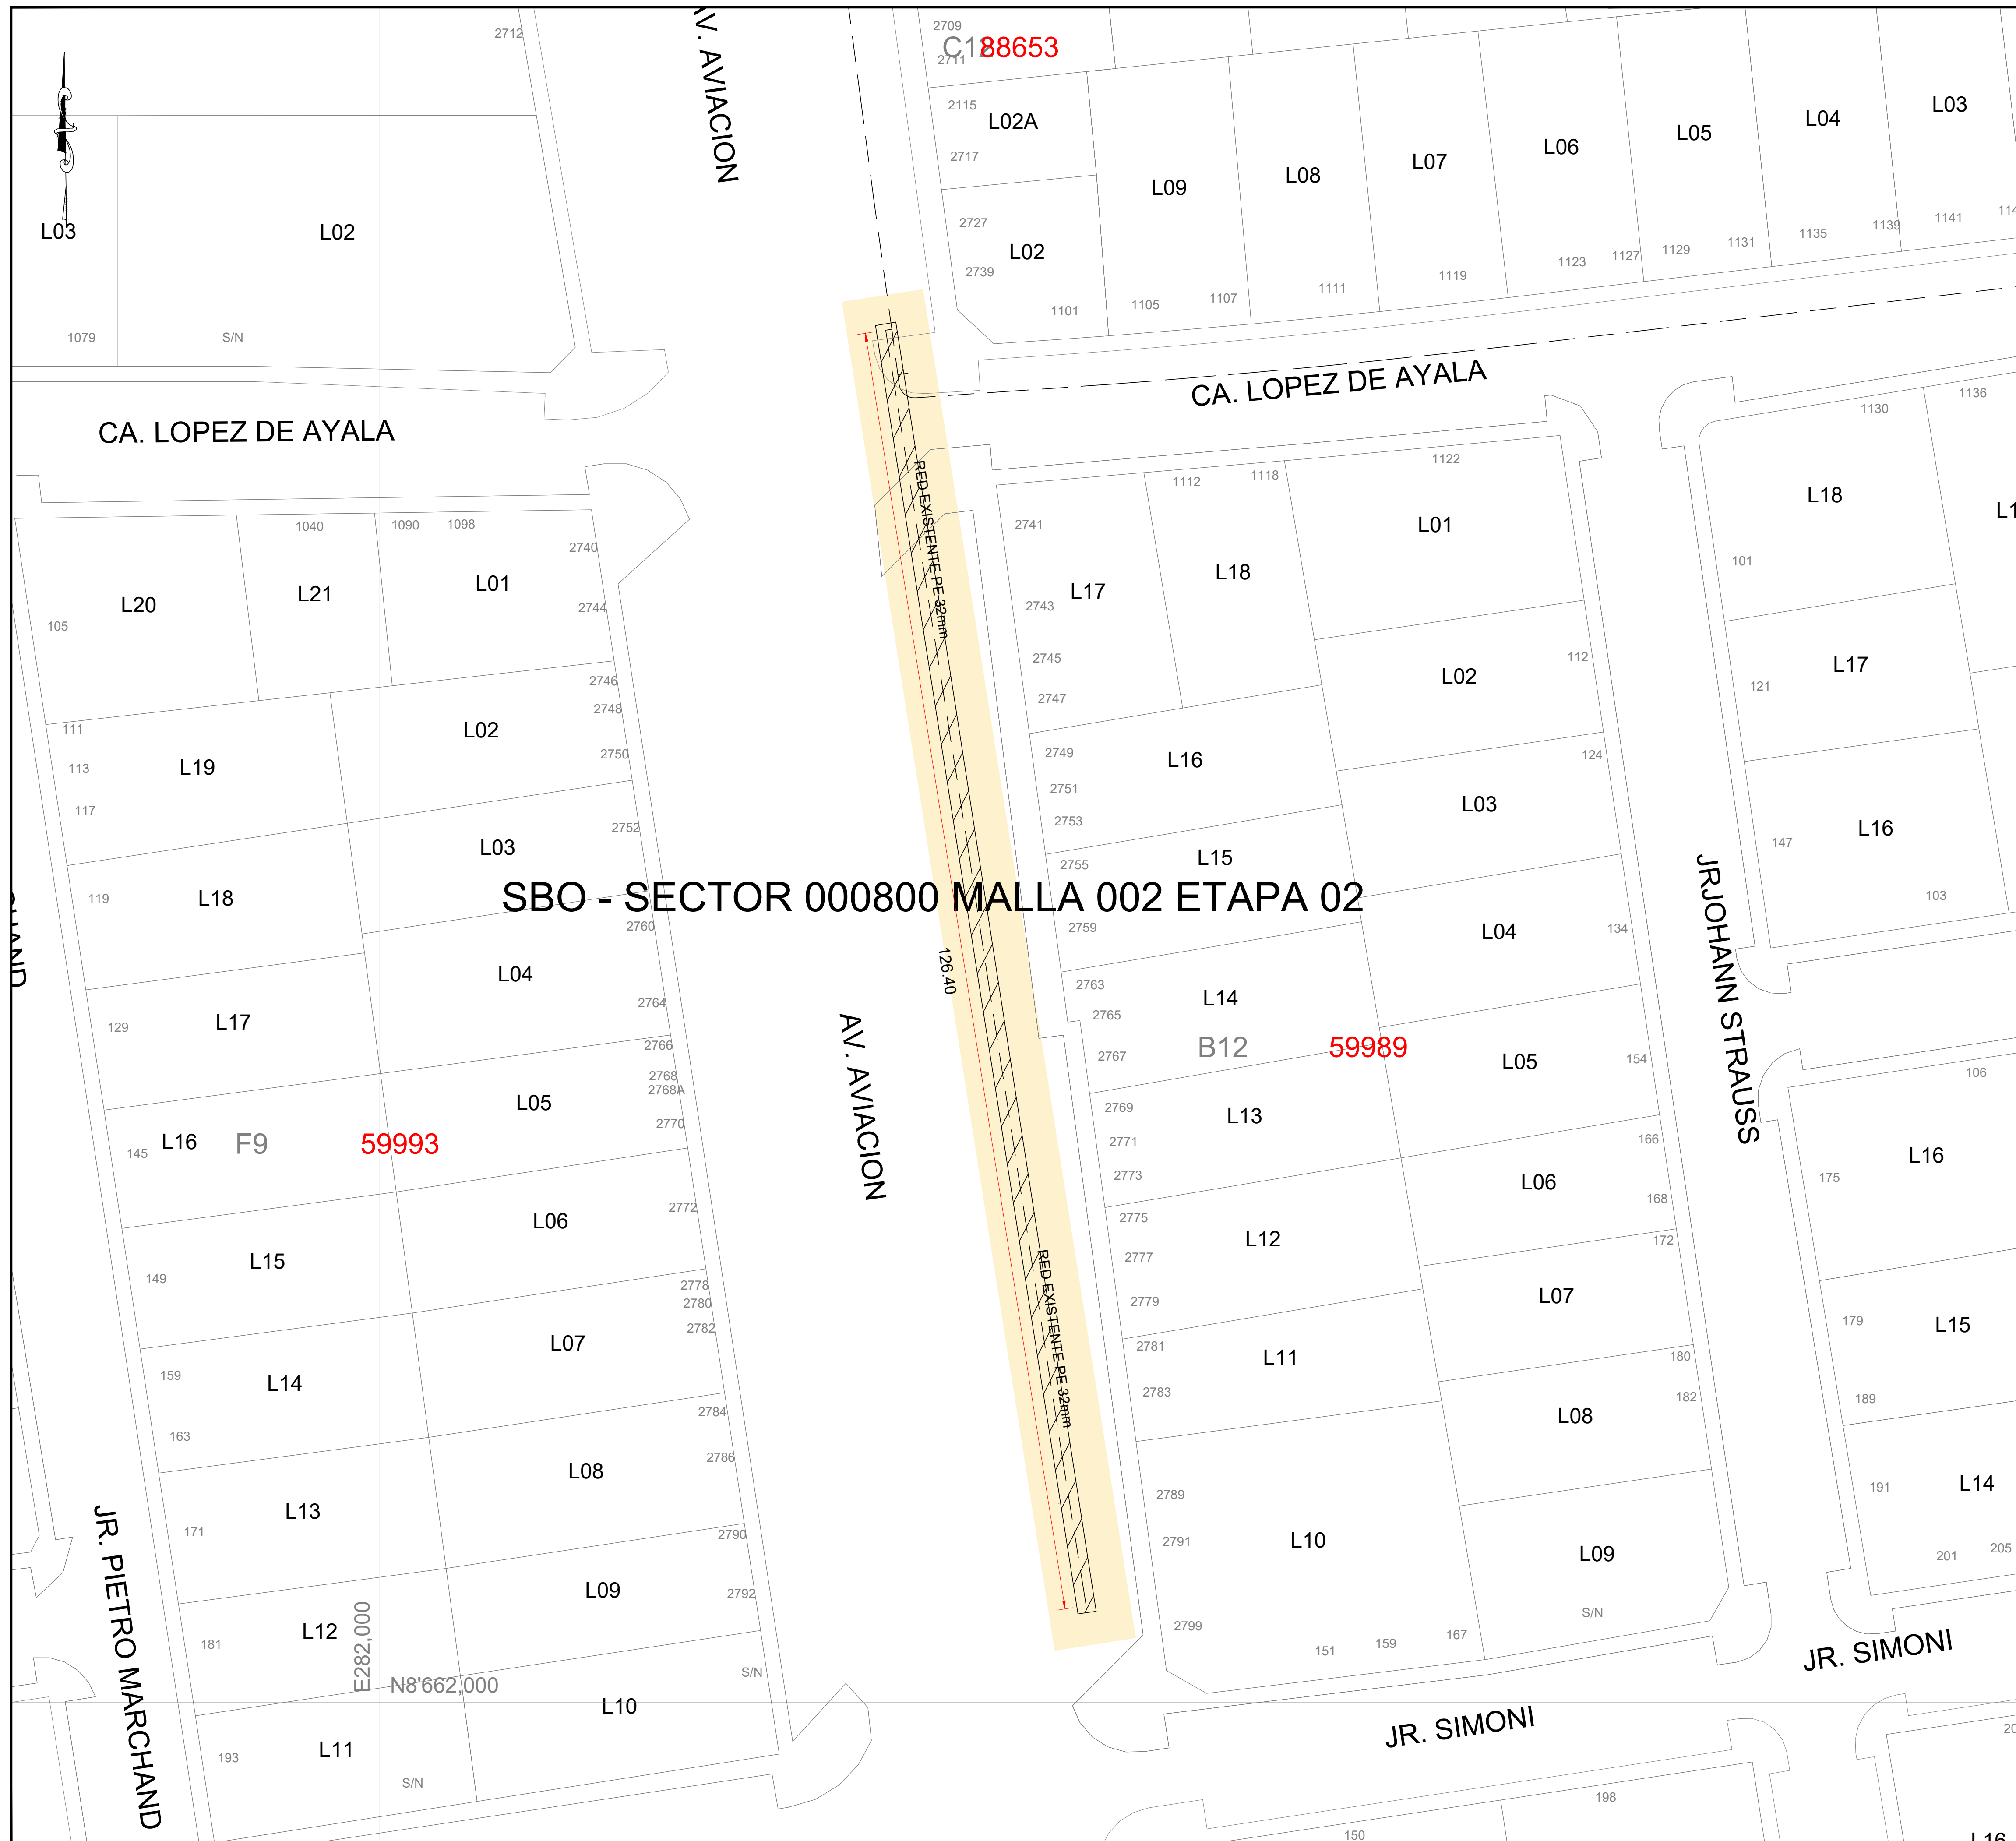 2712
AV. AVIACION
2709
C12
88653
2711
2115
L02A
2717
L09
L08
L07
L06
L05
L04
L03
2727
L02
2739
1101
1105
1107
1111
1119
1123
1127
1129
1131
1135
1139
1141
L03
L02
1079
S/N
CA. LOPEZ DE AYALA
CA. LOPEZ DE AYALA
1040
1090
1098
2740
L20
L21
L01
2744
105
111
113
117
L19
L02
2746
2748
2750
119
L18
L03
2752
129
L17
L04
2760
2764
145
L16
F9
59993
L05
2766
2768
2768A
2770
149
L15
L06
2772
159
163
L14
L07
2778
2780
2782
171
L13
L08
2784
2786
181
L12
L09
2790
2792
193
L11
L10
S/N
S/N
E282,000
N8'662,000
JR. PIETRO MARCHAND
SBO - SECTOR 000800 MALLA 002 ETAPA 02
RED EXISTENTE PE 32mm
126.40
AV. AVIACION
RED EXISTENTE PE 32mm
1112
1118
1122
2741
2743
2745
2747
L17
L18
L01
L02
112
2749
2751
2753
L16
L03
124
2755
2759
L15
L04
134
2763
2765
2767
L14
B12
59989
L05
154
2769
2771
2773
L13
L06
166
168
2775
2777
2779
L12
L07
172
2781
2783
L11
L08
180
182
2789
2791
2799
L10
L09
S/N
151
159
167
JRJOHANN STRAUSS
1130
1136
L18
101
L17
121
L16
147
103
106
L16
175
179
L15
189
191
L14
201
205
JR. SIMONI
JR. SIMONI
198
150